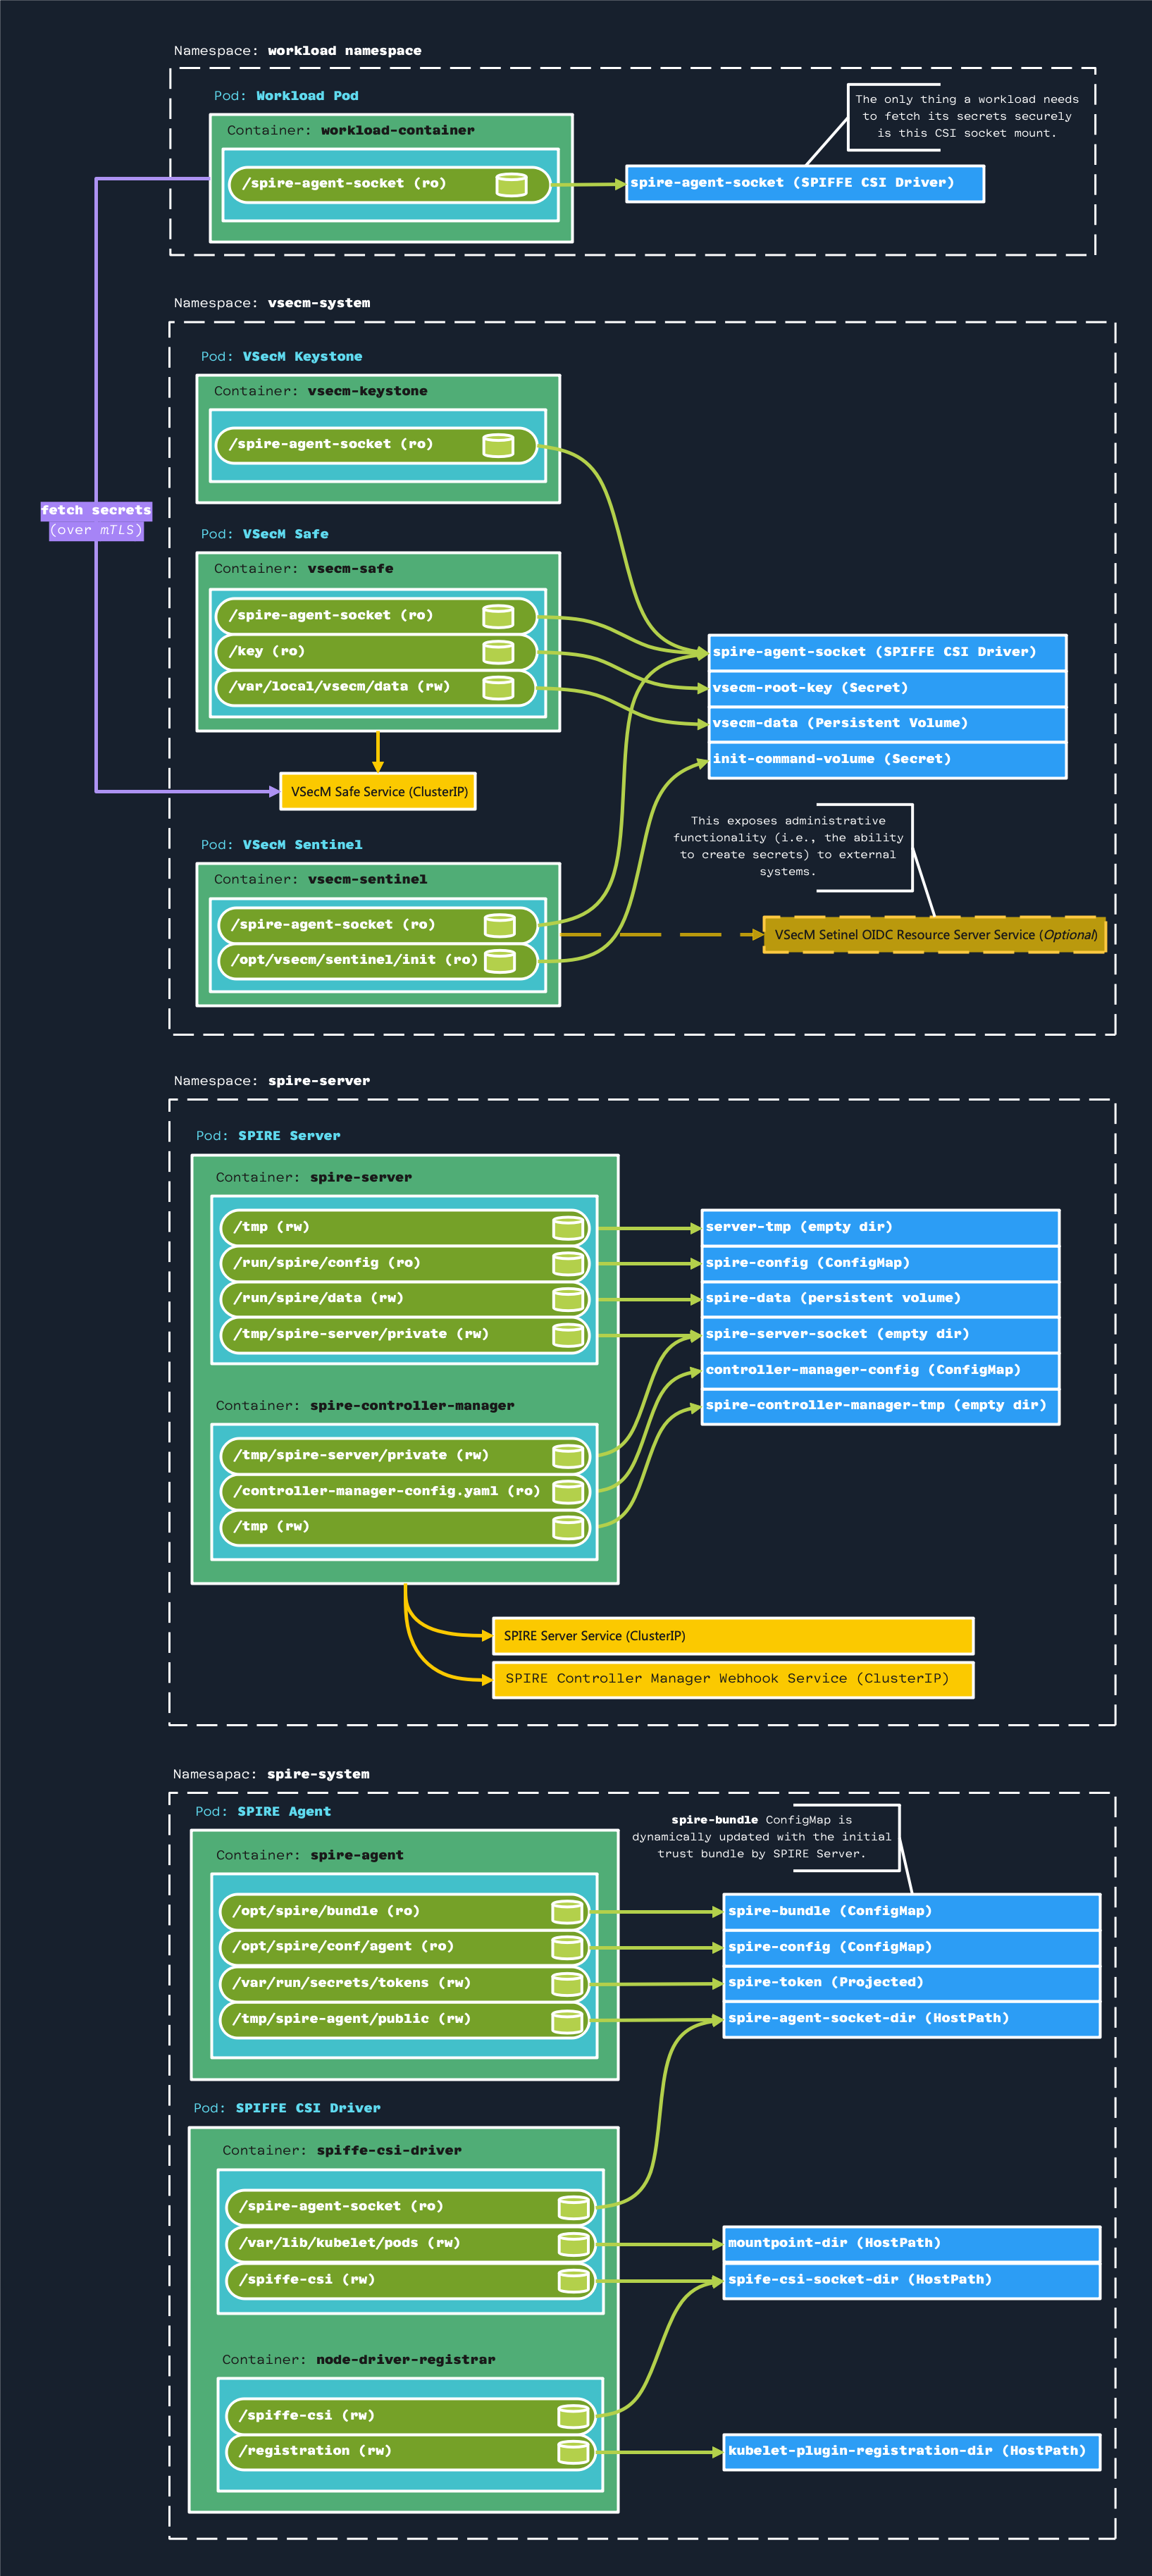 Namespace: workload namespace
Pod: Workload Pod
Container: workload-container
/spire-agent-socket (ro)
spire-agent-socket (SPIFFE CSI Driver)
The only thing a workload needs
to fetch its secrets securely
is this CSI socket mount.
fetch secrets
(over mTLS)
Namespace: vsecm-system
Pod: VSecM Keystone
Container: vsecm-keystone
/spire-agent-socket (ro)
Pod: VSecM Safe
Container: vsecm-safe
/spire-agent-socket (ro)
/key (ro)
/var/local/vsecm/data (rw)
spire-agent-socket (SPIFFE CSI Driver)
vsecm-root-key (Secret)
vsecm-data (Persistent Volume)
init-command-volume (Secret)
VSecM Safe Service (ClusterIP)
Pod: VSecM Sentinel
Container: vsecm-sentinel
/spire-agent-socket (ro)
/opt/vsecm/sentinel/init (ro)
This exposes administrative
functionality (i.e., the ability
to create secrets) to external
systems.
VSecM Setinel OIDC Resource Server Service (Optional)
Namespace: spire-server
Pod: SPIRE Server
Container: spire-server
/tmp (rw)
/run/spire/config (ro)
/run/spire/data (rw)
/tmp/spire-server/private (rw)
server-tmp (empty dir)
spire-config (ConfigMap)
spire-data (persistent volume)
spire-server-socket (empty dir)
controller-manager-config (ConfigMap)
spire-controller-manager-tmp (empty dir)
Container: spire-controller-manager
/tmp/spire-server/private (rw)
/controller-manager-config.yaml (ro)
/tmp (rw)
SPIRE Server Service (ClusterIP)
SPIRE Controller Manager Webhook Service (ClusterIP)
Namesapac: spire-system
Pod: SPIRE Agent
Container: spire-agent
/opt/spire/bundle (ro)
/opt/spire/conf/agent (ro)
/var/run/secrets/tokens (rw)
/tmp/spire-agent/public (rw)
spire-bundle ConfigMap is
dynamically updated with the initial
trust bundle by SPIRE Server.
spire-bundle (ConfigMap)
spire-config (ConfigMap)
spire-token (Projected)
spire-agent-socket-dir (HostPath)
Pod: SPIFFE CSI Driver
Container: spiffe-csi-driver
/spire-agent-socket (ro)
/var/lib/kubelet/pods (rw)
/spiffe-csi (rw)
mountpoint-dir (HostPath)
spife-csi-socket-dir (HostPath)
Container: node-driver-registrar
/spiffe-csi (rw)
/registration (rw)
kubelet-plugin-registration-dir (HostPath)